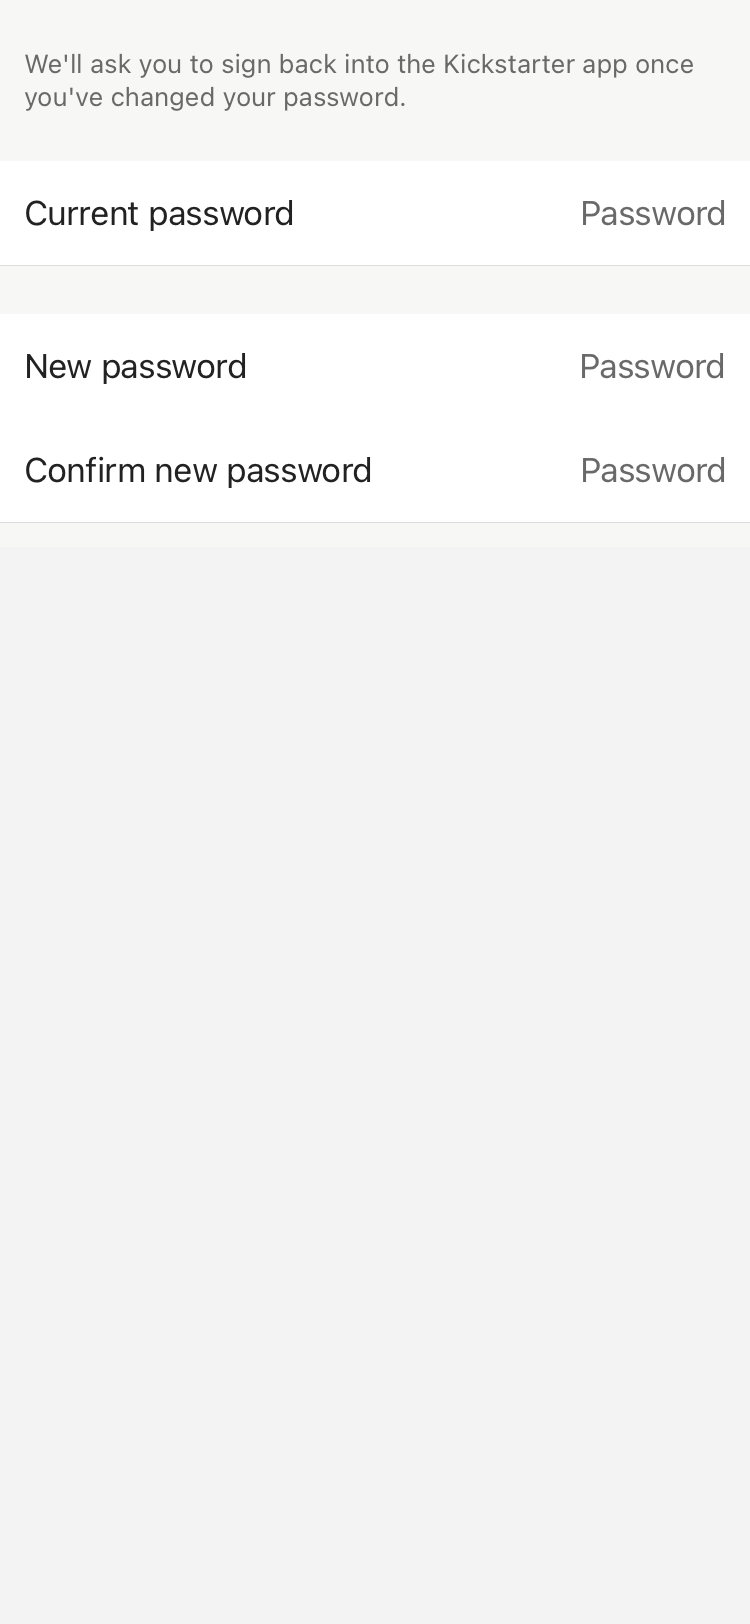 We'll ask you to sign back into the Kickstarter app once
you've changed your password.
Current password Password
New password Password
Confirm new password Password